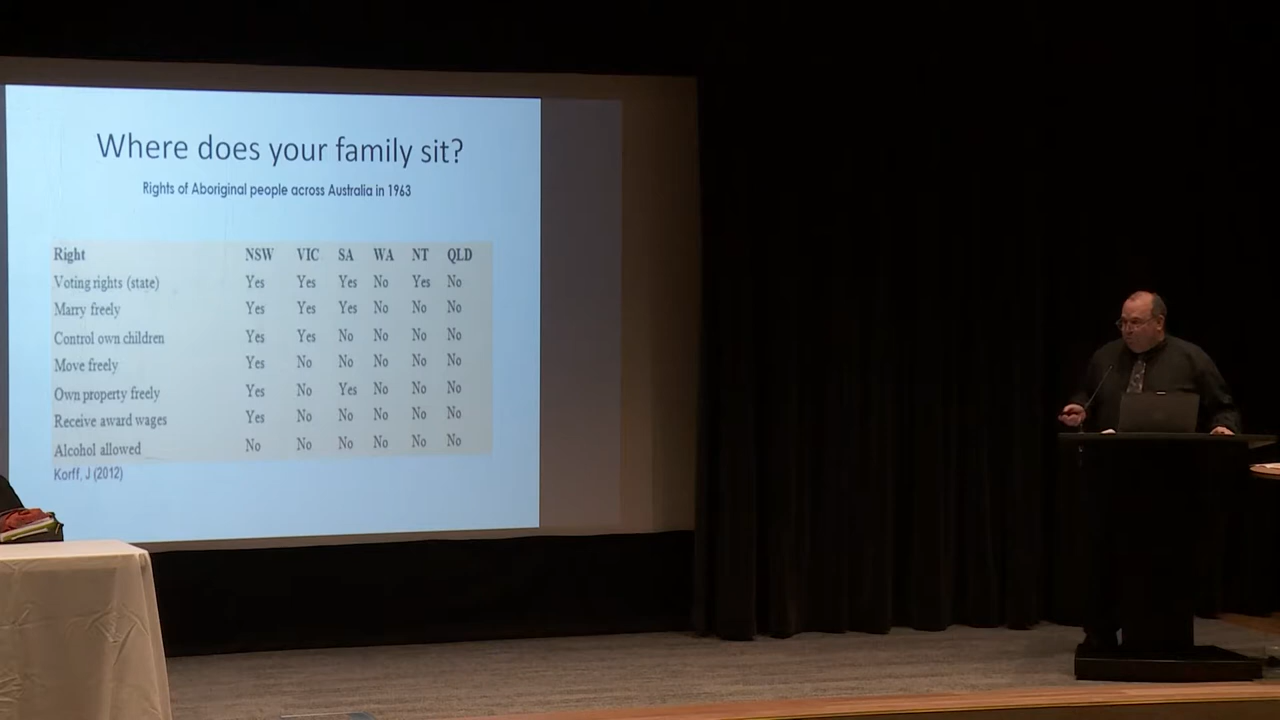 Where does your family sit?
Rights of Aboriginal people across Australia in 1963
Right NSW VIC SA WA NT QLD
Voting rights (state) Yes Yes Yes No Yes No
Marry freely Yes Yes Yes No No No
Control own children Yes Yes No No No No
Move freely Yes No No No No No
Own property freely Yes No Yes No No No
Receive award wages Yes No No No No No
Alcohol allowed No No No No No No
Korff, J (2012)